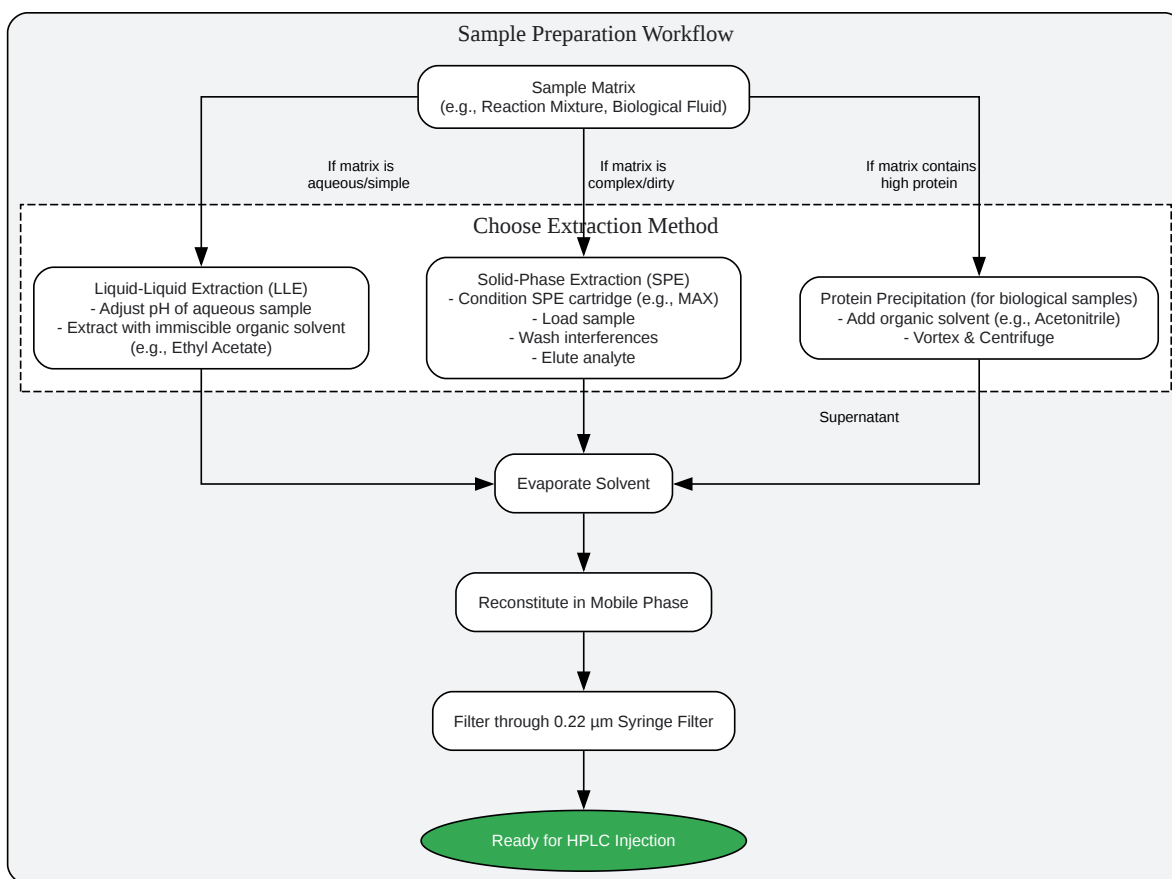 Sample Preparation Workflow
Sample Matrix
(e.g., Reaction Mixture, Biological Fluid)
If matrix is
aqueous/simple
If matrix is
complex/dirty
If matrix contains
high protein
Choose Extraction Method
Liquid-Liquid Extraction (LLE)
- Adjust pH of aqueous sample
- Extract with immiscible organic solvent
(e.g., Ethyl Acetate)
Solid-Phase Extraction (SPE)
- Condition SPE cartridge (e.g., MAX)
- Load sample
- Wash interferences
- Elute analyte
Protein Precipitation (for biological samples)
- Add organic solvent (e.g., Acetonitrile)
- Vortex & Centrifuge
Supernatant
Evaporate Solvent
Reconstitute in Mobile Phase
Filter through 0.22 µm Syringe Filter
Ready for HPLC Injection